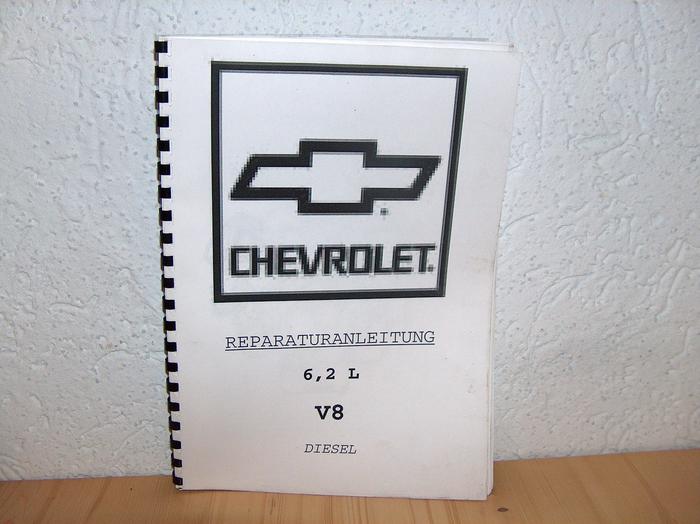 CHEVROLET.
REPARATURANLEITUNG
6,2 L
V8
DIESEL